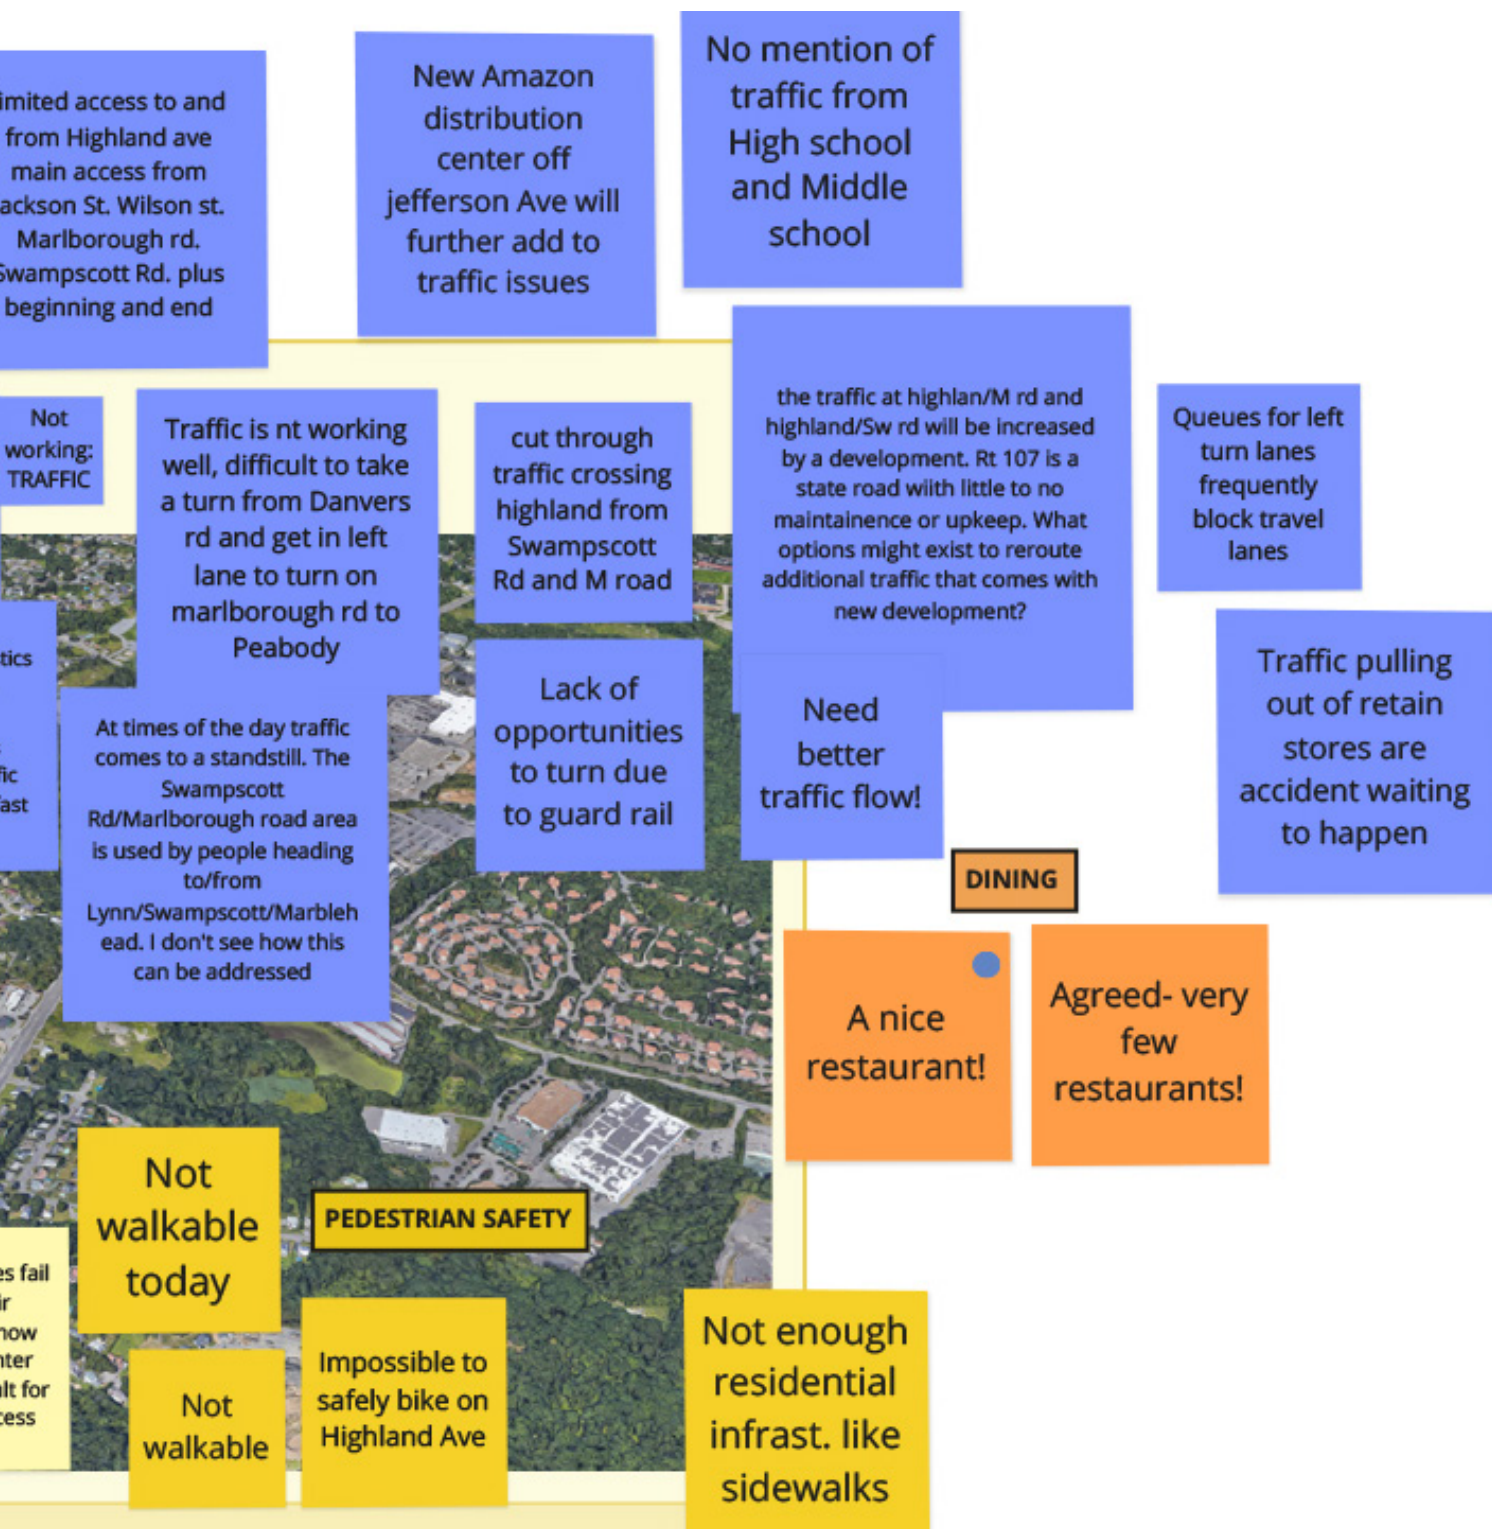 No mention of
traffic from
High school
and Middle
school
New Amazon
distribution
center off
jefferson Ave will
further add to
traffic issues
access to and
from Highland ave
main access from
St. Wilson st.
Marlborough rd.
Rd. plus
beginning and end
Not
working:
TRAFFIC
Traffic is nt working
well, difficult to take
a turn from Danvers
rd and get in left
lane to turn on
marlborough rd to
Peabody
cut through
traffic crossing
highland from
Swampscott
Rd and M road
the traffic at highlan/M rd and
highland/Sw rd will be increased
by a development. Rt 107 is a
state road wiith little to no
maintainence or upkeep. What
options might exist to reroute
additional traffic that comes with
new development?
Queues for left
turn lanes
frequently
block travel
lanes
At times of the day traffic
comes to a standstill. The
Swampscott
Rd/Marlborough road area
is used by people heading
to/from
Lynn/Swampscott/Marbleh
ead. I don't see how this
can be addressed
Lack of
opportunities
to turn due
to guard rail
Need
better
traffic flow!
Traffic pulling
out of retain
stores are
accident waiting
to happen
DINING
A nice
restaurant!
Agreed- very
few
restaurants!
Not
walkable
today
PEDESTRIAN SAFETY
fail
for
Not
walkable
Impossible to
safely bike on
Highland Ave
Not enough
residential
infrast. like
sidewalks